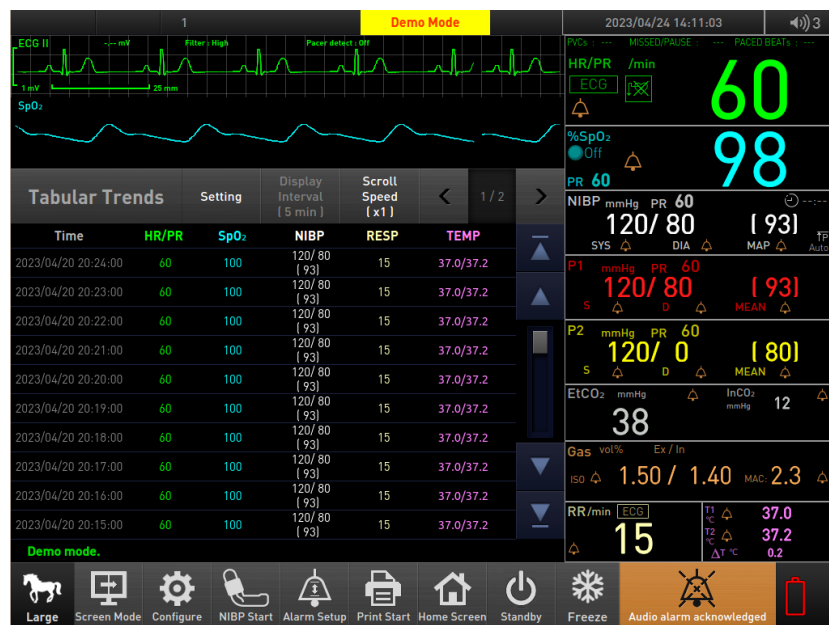 1 Demo Mode 2023/04/24 14:11:03 3
ECG II -.-- mV Filter : High Pacer detect : Off
1 mV 25 mm
SpO₂
PVCs : --- MISSED/PAUSE : --- PACED BEATs : ---
HR/PR /min
ECG
60
%SpO₂
Off
98
PR 60
Tabular Trends Setting Display Interval ( 5 min ) Scroll Speed ( x1 ) < 1 / 2 >
Time HR/PR SpO₂ NIBP RESP TEMP
2023/04/20 20:24:00 60 100 120/ 80 ( 93) 15 37.0/37.2
2023/04/20 20:23:00 60 100 120/ 80 ( 93) 15 37.0/37.2
2023/04/20 20:22:00 60 100 120/ 80 ( 93) 15 37.0/37.2
2023/04/20 20:21:00 60 100 120/ 80 ( 93) 15 37.0/37.2
2023/04/20 20:20:00 60 100 120/ 80 ( 93) 15 37.0/37.2
2023/04/20 20:19:00 60 100 120/ 80 ( 93) 15 37.0/37.2
2023/04/20 20:18:00 60 100 120/ 80 ( 93) 15 37.0/37.2
2023/04/20 20:17:00 60 100 120/ 80 ( 93) 15 37.0/37.2
2023/04/20 20:16:00 60 100 120/ 80 ( 93) 15 37.0/37.2
2023/04/20 20:15:00 60 100 120/ 80 ( 93) 15 37.0/37.2
Demo mode.
NIBP mmHg PR 60 --:--
120/ 80 ( 93)
SYS DIA MAP TP Auto
P1 mmHg PR 60
120/ 80 ( 93)
S D MEAN
P2 mmHg PR 60
120/ 0 ( 80)
S D MEAN
EtCO₂ mmHg InCO₂ mmHg 12
38
Gas vol% Ex / In
ISO 1.50 / 1.40 MAC: 2.3
RR/min ECG
15
T1 °C 37.0
T2 °C 37.2
ΔT °C 0.2
Large Screen Mode Configure NIBP Start Alarm Setup Print Start Home Screen Standby Freeze Audio alarm acknowledged